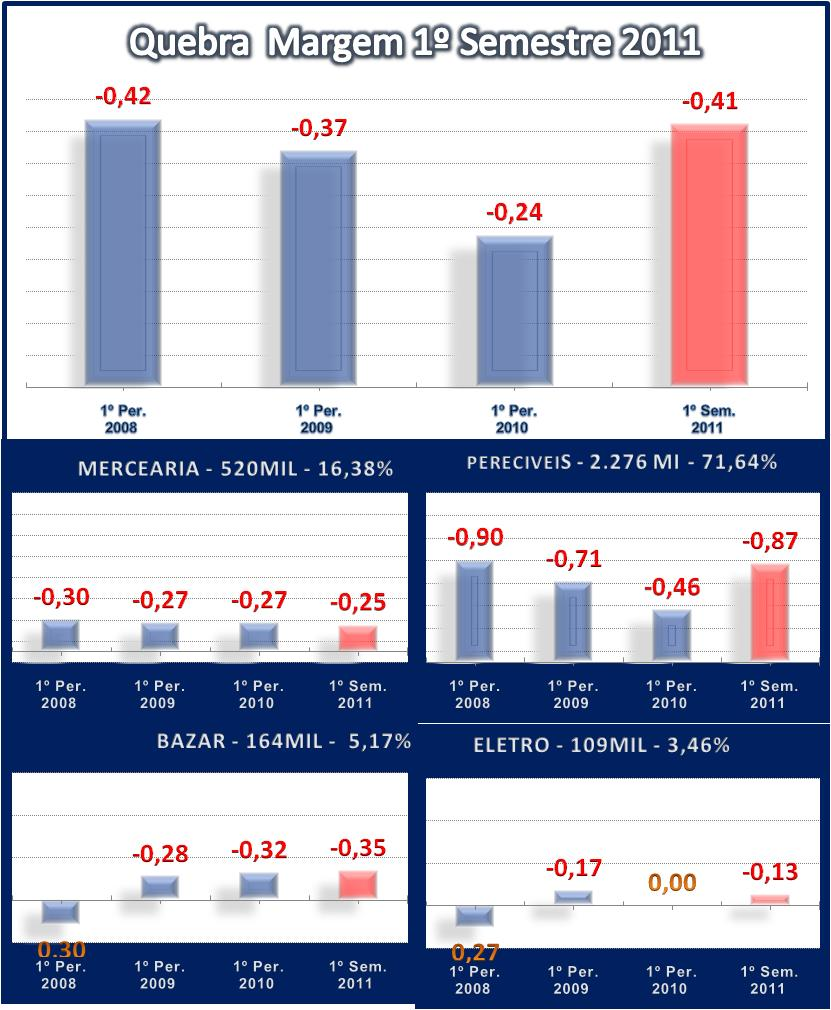 Quebra Margem 1º Semestre 2011
-0,42
-0,37
-0,24
-0,41
1º Per. 2008
1º Per. 2009
1º Per. 2010
1º Sem. 2011
MERCEARIA - 520MIL - 16,38%
-0,30
-0,27
-0,27
-0,25
1º Per. 2008
1º Per. 2009
1º Per. 2010
1º Sem. 2011
PERECIVEIS - 2.276 MI - 71,64%
-0,90
-0,71
-0,46
-0,87
1º Per. 2008
1º Per. 2009
1º Per. 2010
1º Sem. 2011
BAZAR - 164MIL - 5,17%
0,30
-0,28
-0,32
-0,35
1º Per. 2008
1º Per. 2009
1º Per. 2010
1º Sem. 2011
ELETRO - 109MIL - 3,46%
0,27
-0,17
0,00
-0,13
1º Per. 2008
1º Per. 2009
1º Per. 2010
1º Sem. 2011